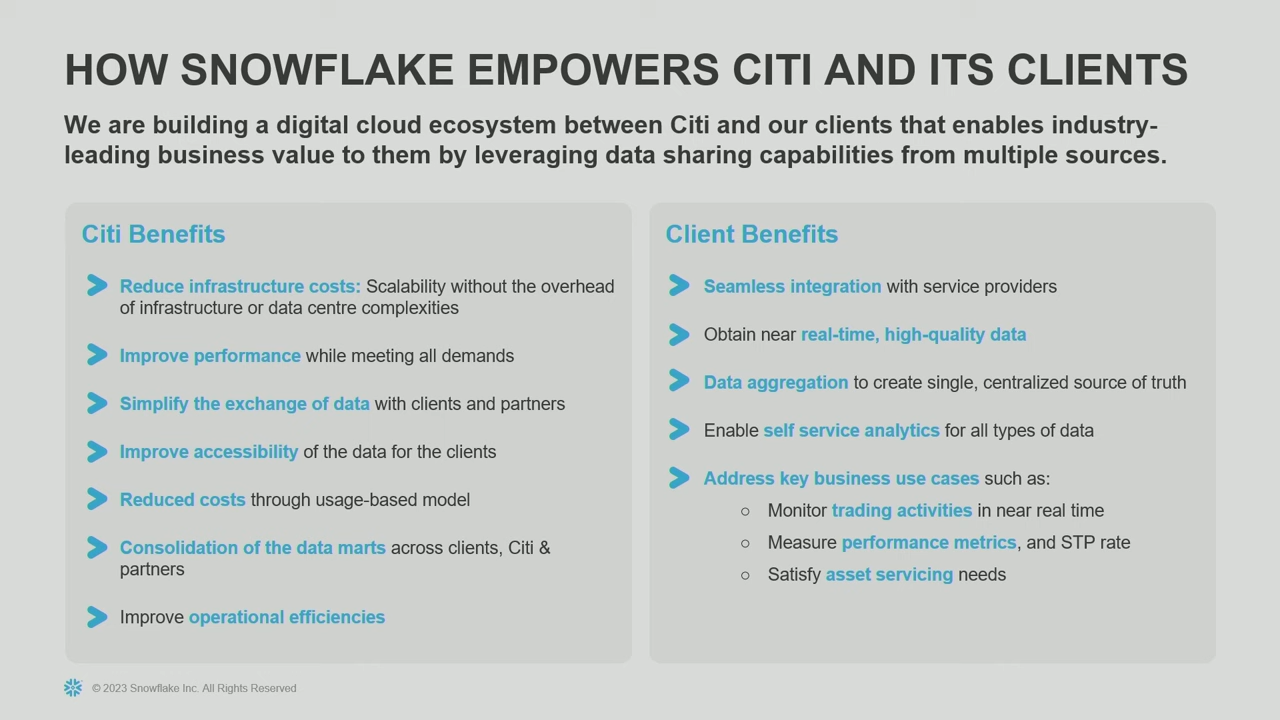 HOW SNOWFLAKE EMPOWERS CITI AND ITS CLIENTS
We are building a digital cloud ecosystem between Citi and our clients that enables industry-
leading business value to them by leveraging data sharing capabilities from multiple sources.
Citi Benefits
Reduce infrastructure costs: Scalability without the overhead
of infrastructure or data centre complexities
Improve performance while meeting all demands
Simplify the exchange of data with clients and partners
Improve accessibility of the data for the clients
Reduced costs through usage-based model
Consolidation of the data marts across clients, Citi &
partners
Improve operational efficiencies
Client Benefits
Seamless integration with service providers
Obtain near real-time, high-quality data
Data aggregation to create single, centralized source of truth
Enable self service analytics for all types of data
Address key business use cases such as:
Monitor trading activities in near real time
Measure performance metrics, and STP rate
Satisfy asset servicing needs
© 2023 Snowflake Inc. All Rights Reserved